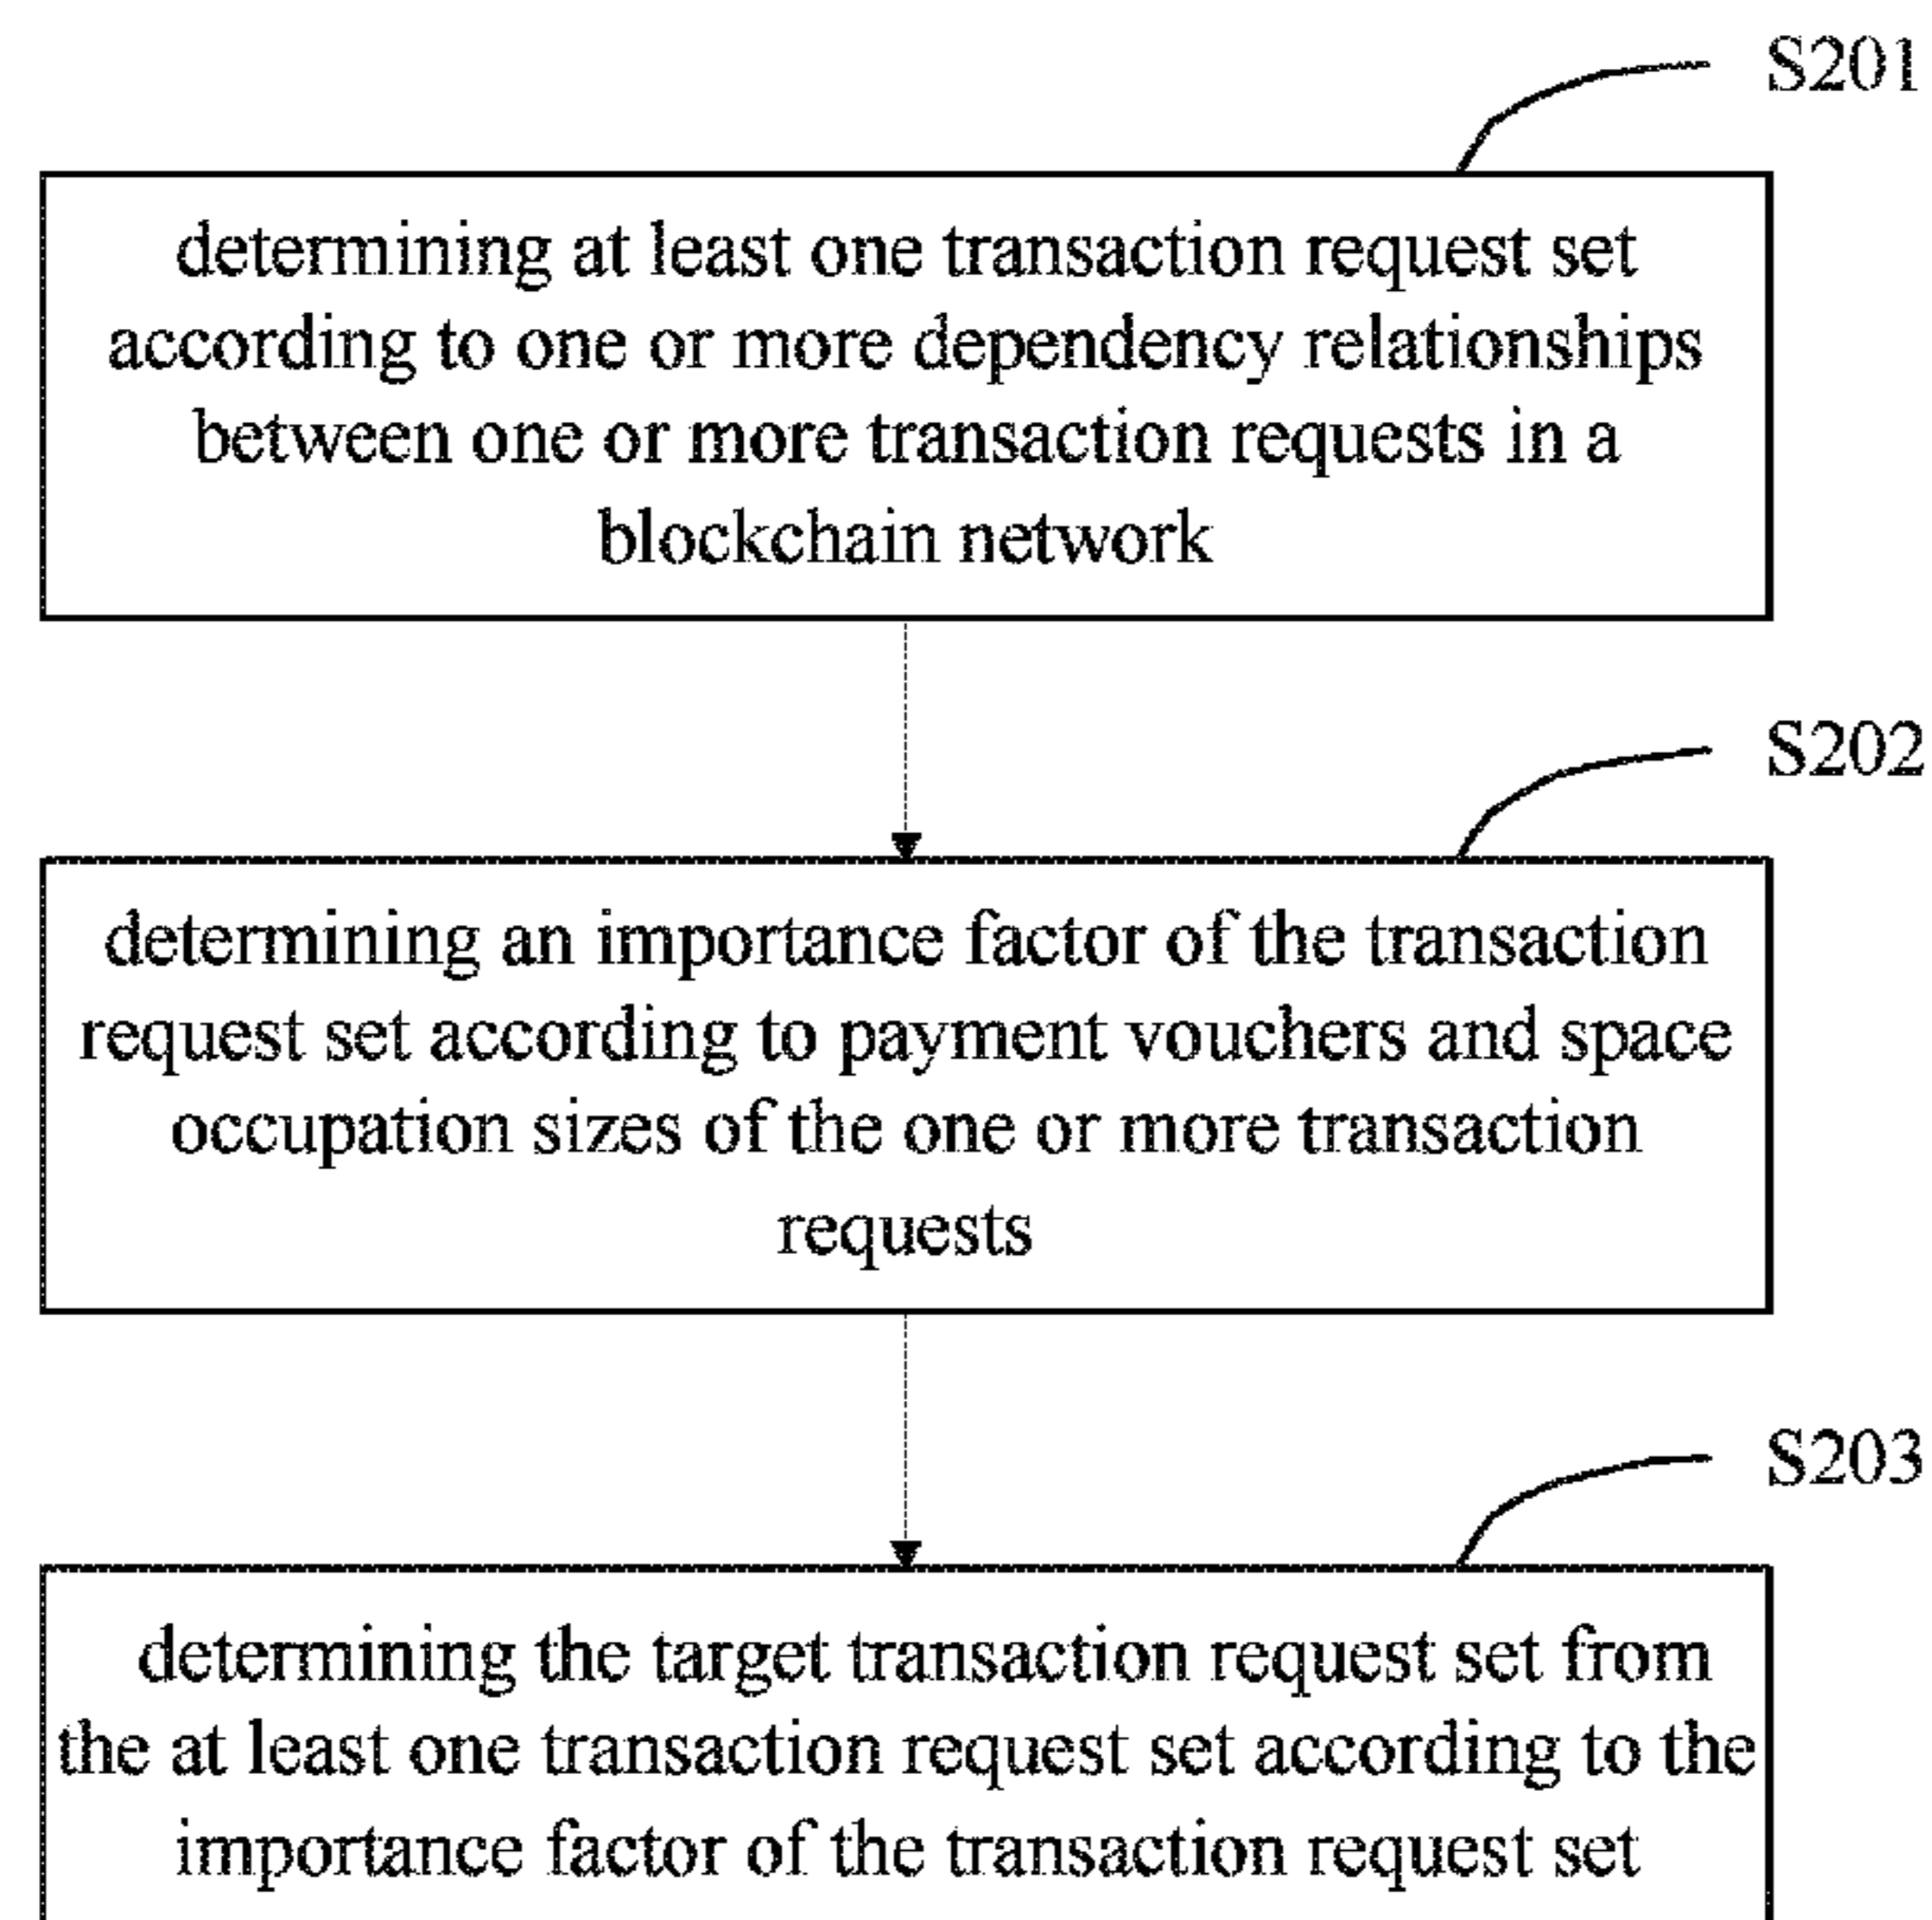 S201
determining at least one transaction request set
according to one or more dependency relationships
between one or more transaction requests in a
blockchain network
S202
determining an importance factor of the transaction
request set according to payment vouchers and space
occupation sizes of the one or more transaction
requests
S203
determining the target transaction request set from
the at least one transaction request set according to the
importance factor of the transaction request set